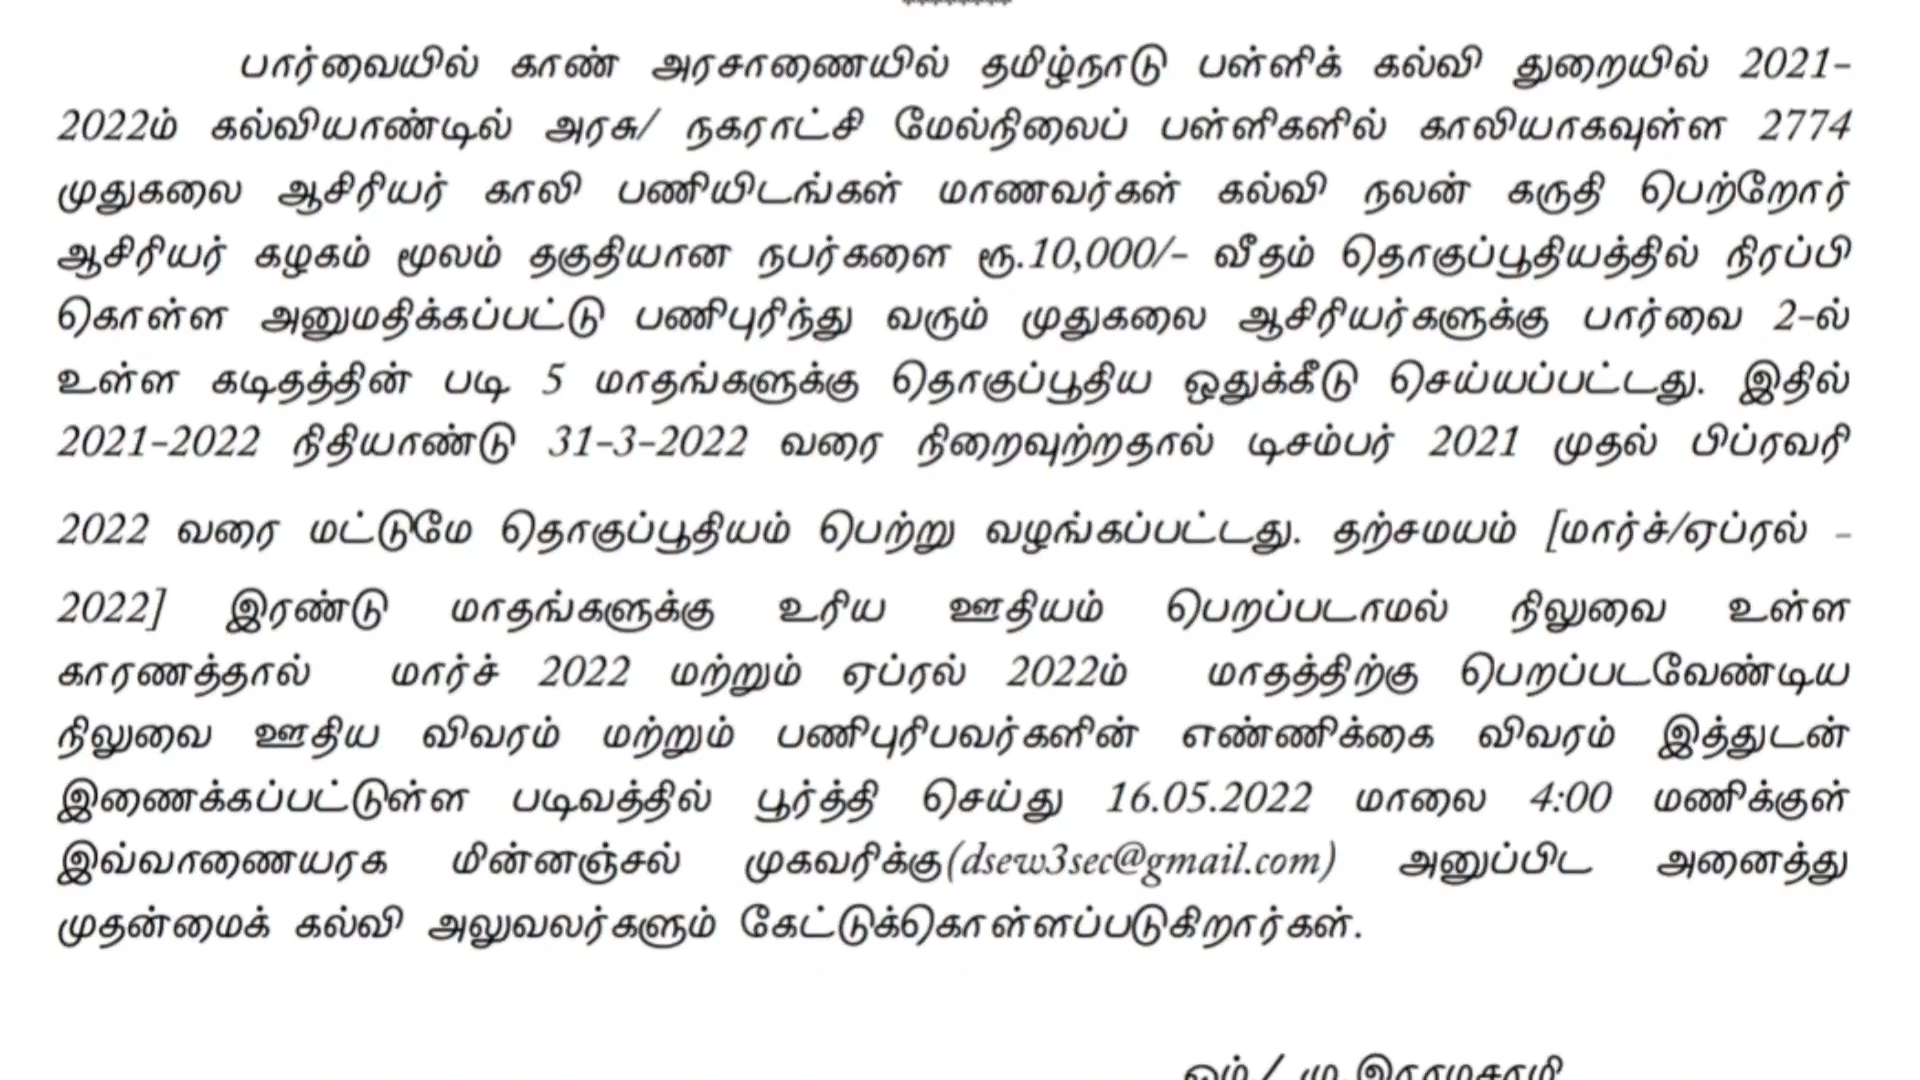 பார்வையில் காண் அரசாணையில் தமிழ்நாடு பள்ளிக் கல்வி துறையில் 2021-
2022ம் கல்வியாண்டில் அரசு/ நகராட்சி மேல்நிலைப் பள்ளிகளில் காலியாகவுள்ள 2774
முதுகலை ஆசிரியர் காலி பணியிடங்கள் மாணவர்கள் கல்வி நலன் கருதி பெற்றோர்
ஆசிரியர் கழகம் மூலம் தகுதியான நபர்களை ரூ.10,000/- வீதம் தொகுப்பூதியத்தில் நிரப்பி
கொள்ள அனுமதிக்கப்பட்டு பணிபுரிந்து வரும் முதுகலை ஆசிரியர்களுக்கு பார்வை 2-ல்
உள்ள கடிதத்தின் படி 5 மாதங்களுக்கு தொகுப்பூதிய ஒதுக்கீடு செய்யப்பட்டது. இதில்
2021-2022 நிதியாண்டு 31-3-2022 வரை நிறைவுற்றதால் டிசம்பர் 2021 முதல் பிப்ரவரி
2022 வரை மட்டுமே தொகுப்பூதியம் பெற்று வழங்கப்பட்டது. தற்சமயம் [மார்ச்/ஏப்ரல் -
2022] இரண்டு மாதங்களுக்கு உரிய ஊதியம் பெறப்படாமல் நிலுவை உள்ள
காரணத்தால் மார்ச் 2022 மற்றும் ஏப்ரல் 2022ம் மாதத்திற்கு பெறப்படவேண்டிய
நிலுவை ஊதிய விவரம் மற்றும் பணிபுரிபவர்களின் எண்ணிக்கை விவரம் இத்துடன்
இணைக்கப்பட்டுள்ள படிவத்தில் பூர்த்தி செய்து 16.05.2022 மாலை 4:00 மணிக்குள்
இவ்வாணையரக மின்னஞ்சல் முகவரிக்கு(dsew3sec@gmail.com) அனுப்பிட அனைத்து
முதன்மைக் கல்வி அலுவலர்களும் கேட்டுக்கொள்ளப்படுகிறார்கள்.
ஒம்./ மு.இராமசாமி